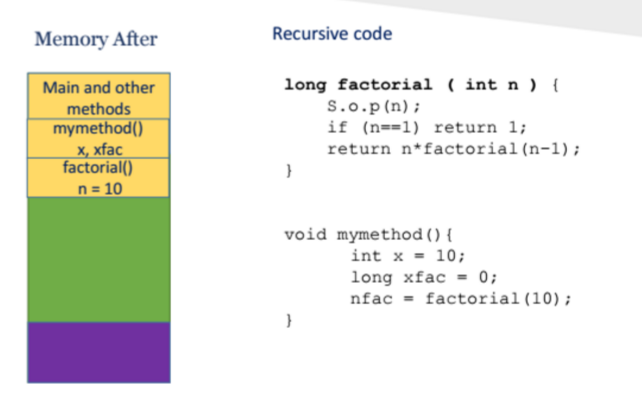 Memory After
Main and other
methods
mymethod()
x, xfac
factorial()
n = 10
Recursive code
long factorial ( int n ) {
S.o.p(n);
if (n==1) return 1;
return n*factorial(n-1);
}
void mymethod(){
int x = 10;
long xfac = 0;
nfac = factorial(10);
}